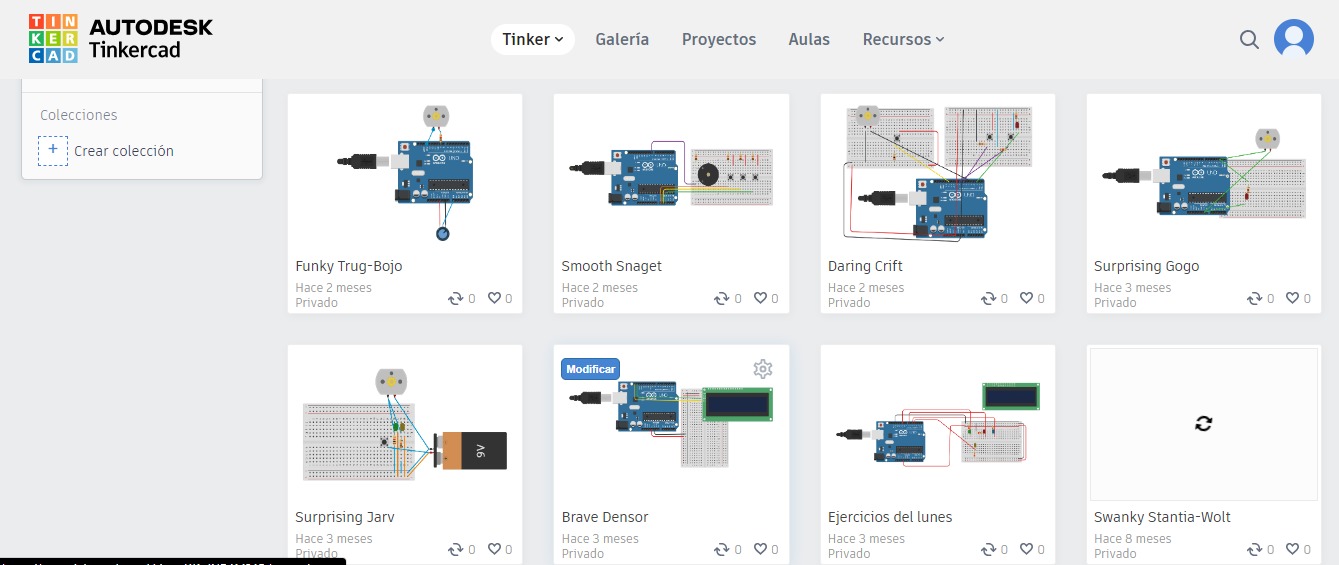 TIN
KER
CAD
AUTODESK
Tinkercad
Tinker
Galería
Proyectos
Aulas
Recursos
Colecciones
+ Crear colección
Funky Trug-Bojo
Hace 2 meses
Privado
0 0
Smooth Snaget
Hace 2 meses
Privado
0 0
Daring Crift
Hace 2 meses
Privado
0 0
Surprising Gogo
Hace 3 meses
Privado
0 0
9V
Surprising Jarv
Hace 3 meses
Privado
0 0
Modificar
Brave Densor
Hace 3 meses
Privado
0 0
Ejercicios del lunes
Hace 3 meses
Privado
0 0
Swanky Stantia-Wolt
Hace 8 meses
Privado
0 0